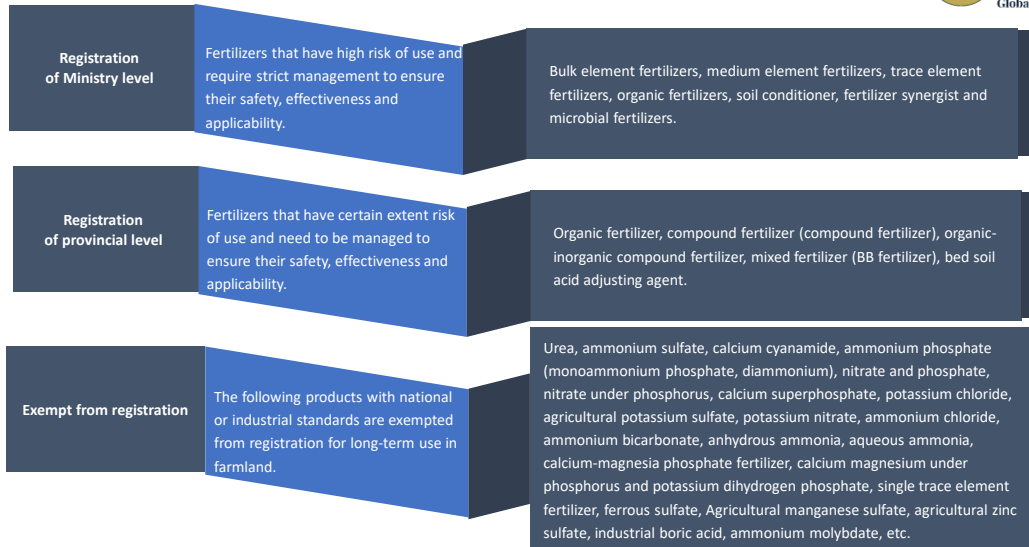 Globa
Registration
of Ministry level
Fertilizers that have high risk of use and
require strict management to ensure
their safety, effectiveness and
applicability.
Bulk element fertilizers, medium element fertilizers, trace element
fertilizers, organic fertilizers, soil conditioner, fertilizer synergist and
microbial fertilizers.
Registration
of provincial level
Fertilizers that have certain extent risk
of use and need to be managed to
ensure their safety, effectiveness and
applicability.
Organic fertilizer, compound fertilizer (compound fertilizer), organic-
inorganic compound fertilizer, mixed fertilizer (BB fertilizer), bed soil
acid adjusting agent.
Exempt from registration
The following products with national
or industrial standards are exempted
from registration for long-term use in
farmland.
Urea, ammonium sulfate, calcium cyanamide, ammonium phosphate
(monoammonium phosphate, diammonium), nitrate and phosphate,
nitrate under phosphorus, calcium superphosphate, potassium chloride,
agricultural potassium sulfate, potassium nitrate, ammonium chloride,
ammonium bicarbonate, anhydrous ammonia, aqueous ammonia,
calcium-magnesia phosphate fertilizer, calcium magnesium under
phosphorus and potassium dihydrogen phosphate, single trace element
fertilizer, ferrous sulfate, Agricultural manganese sulfate, agricultural zinc
sulfate, industrial boric acid, ammonium molybdate, etc.